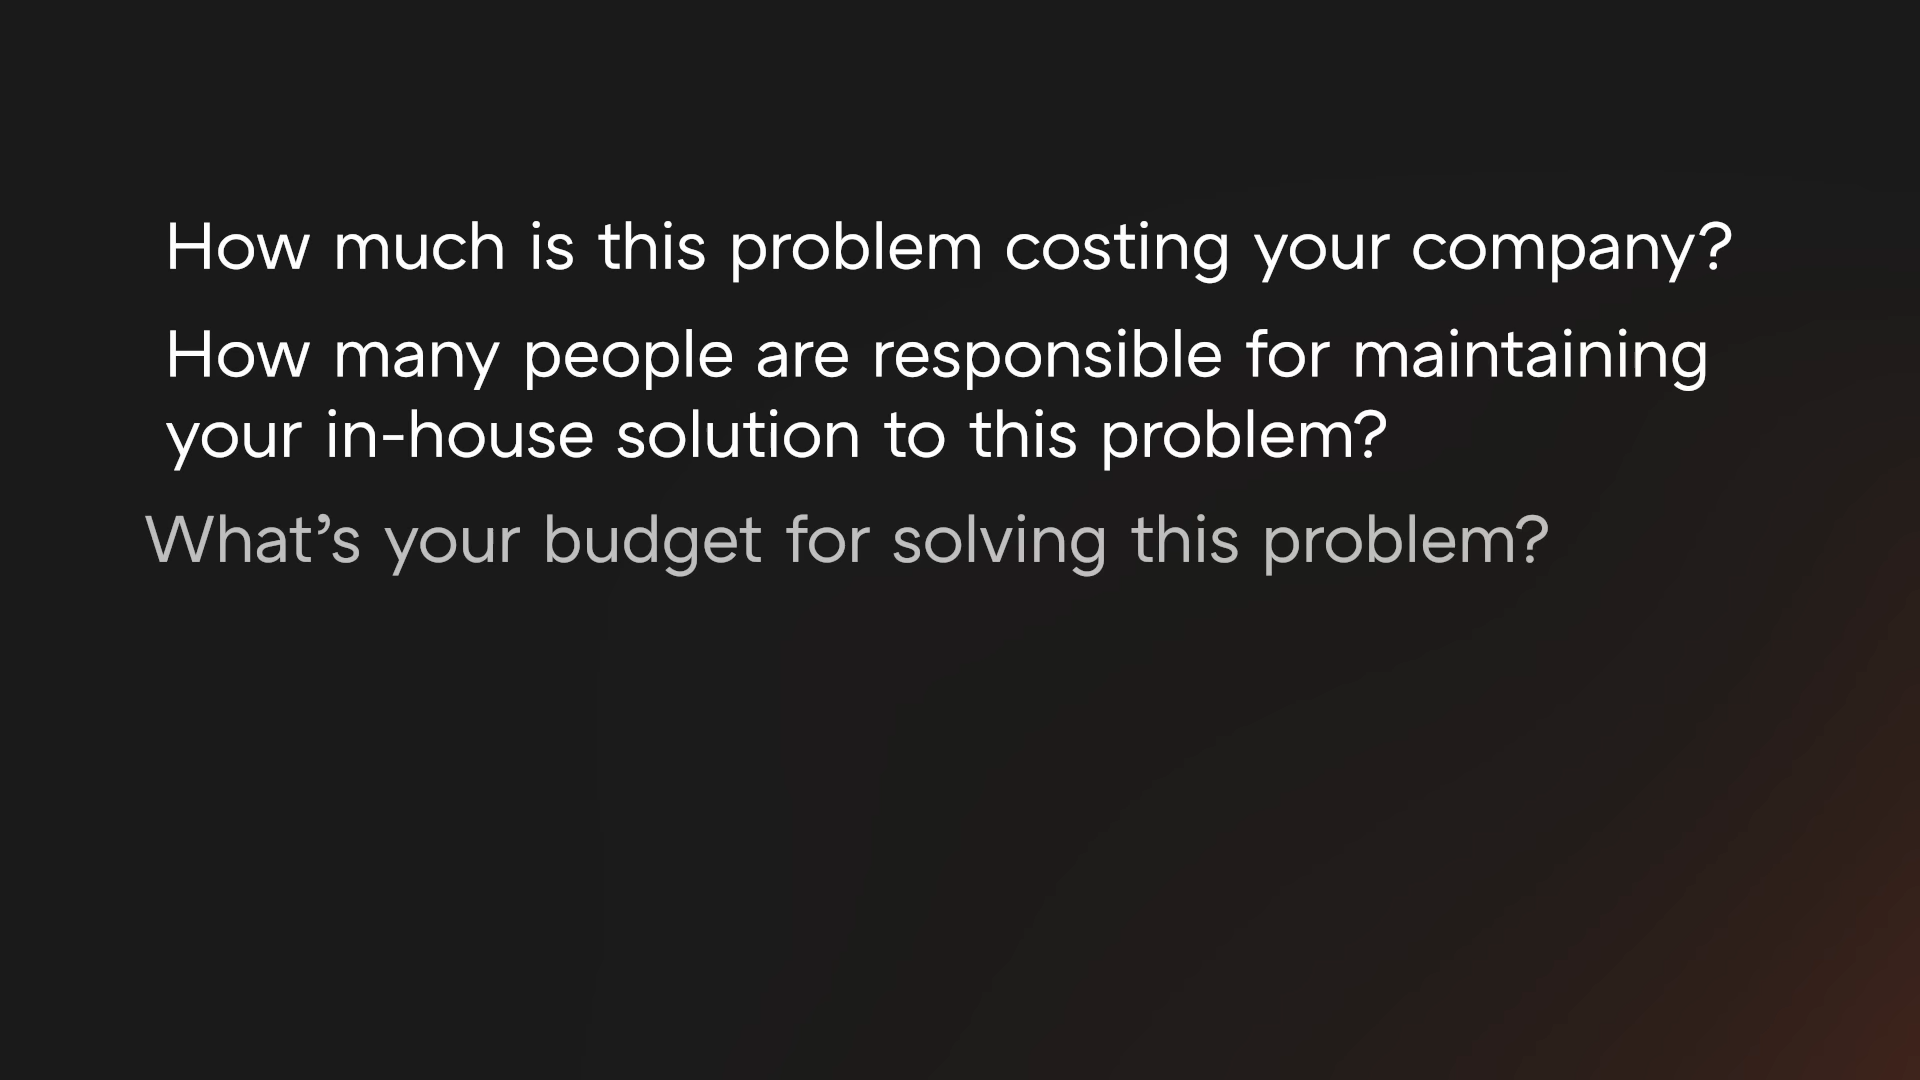 How much is this problem costing your company?
How many people are responsible for maintaining
your in-house solution to this problem?
What’s your budget for solving this problem?